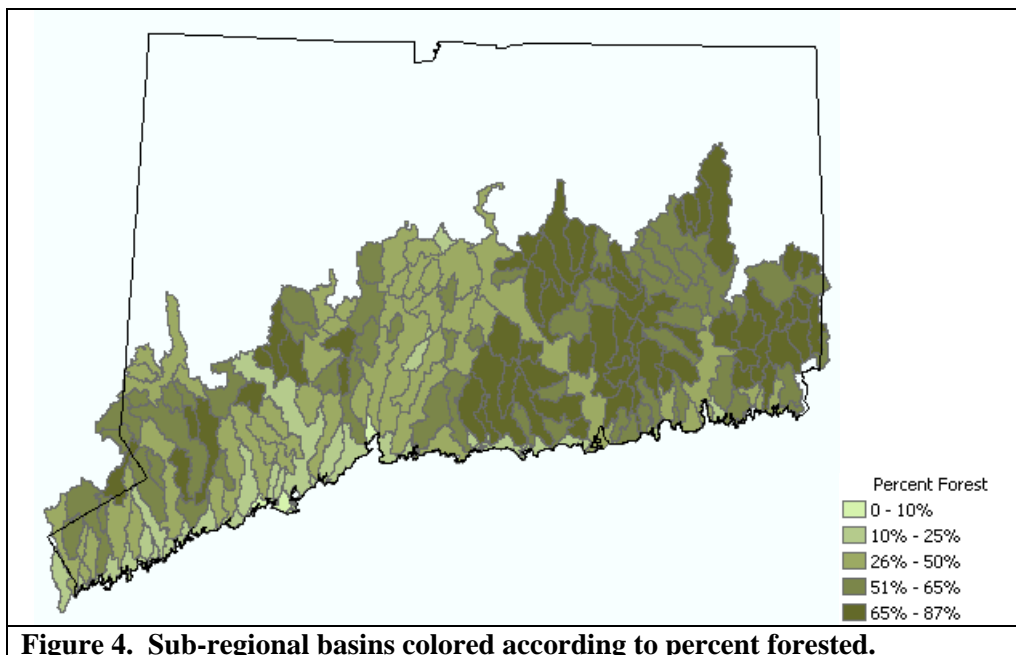 Percent Forest
0 - 10%
10% - 25%
26% - 50%
51% - 65%
65% - 87%
Figure 4. Sub-regional basins colored according to percent forested.